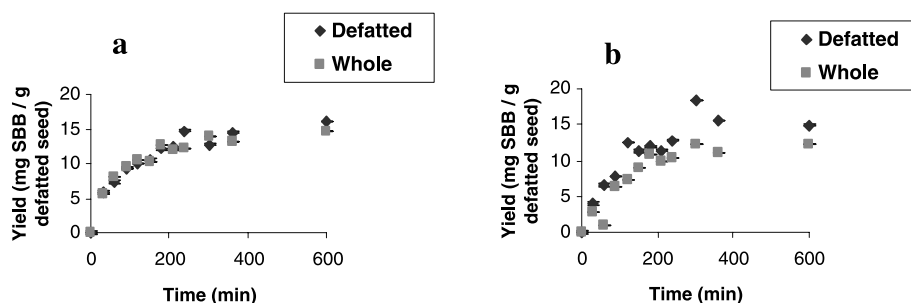 a
Defatted
Whole
Yield (mg SBB / g
defatted seed)
20
15
10
5
0
0 200 400 600
Time (min)
b
Defatted
Whole
Yield (mg SBB / g
defatted seed)
20
15
10
5
0
0 200 400 600
Time (min)